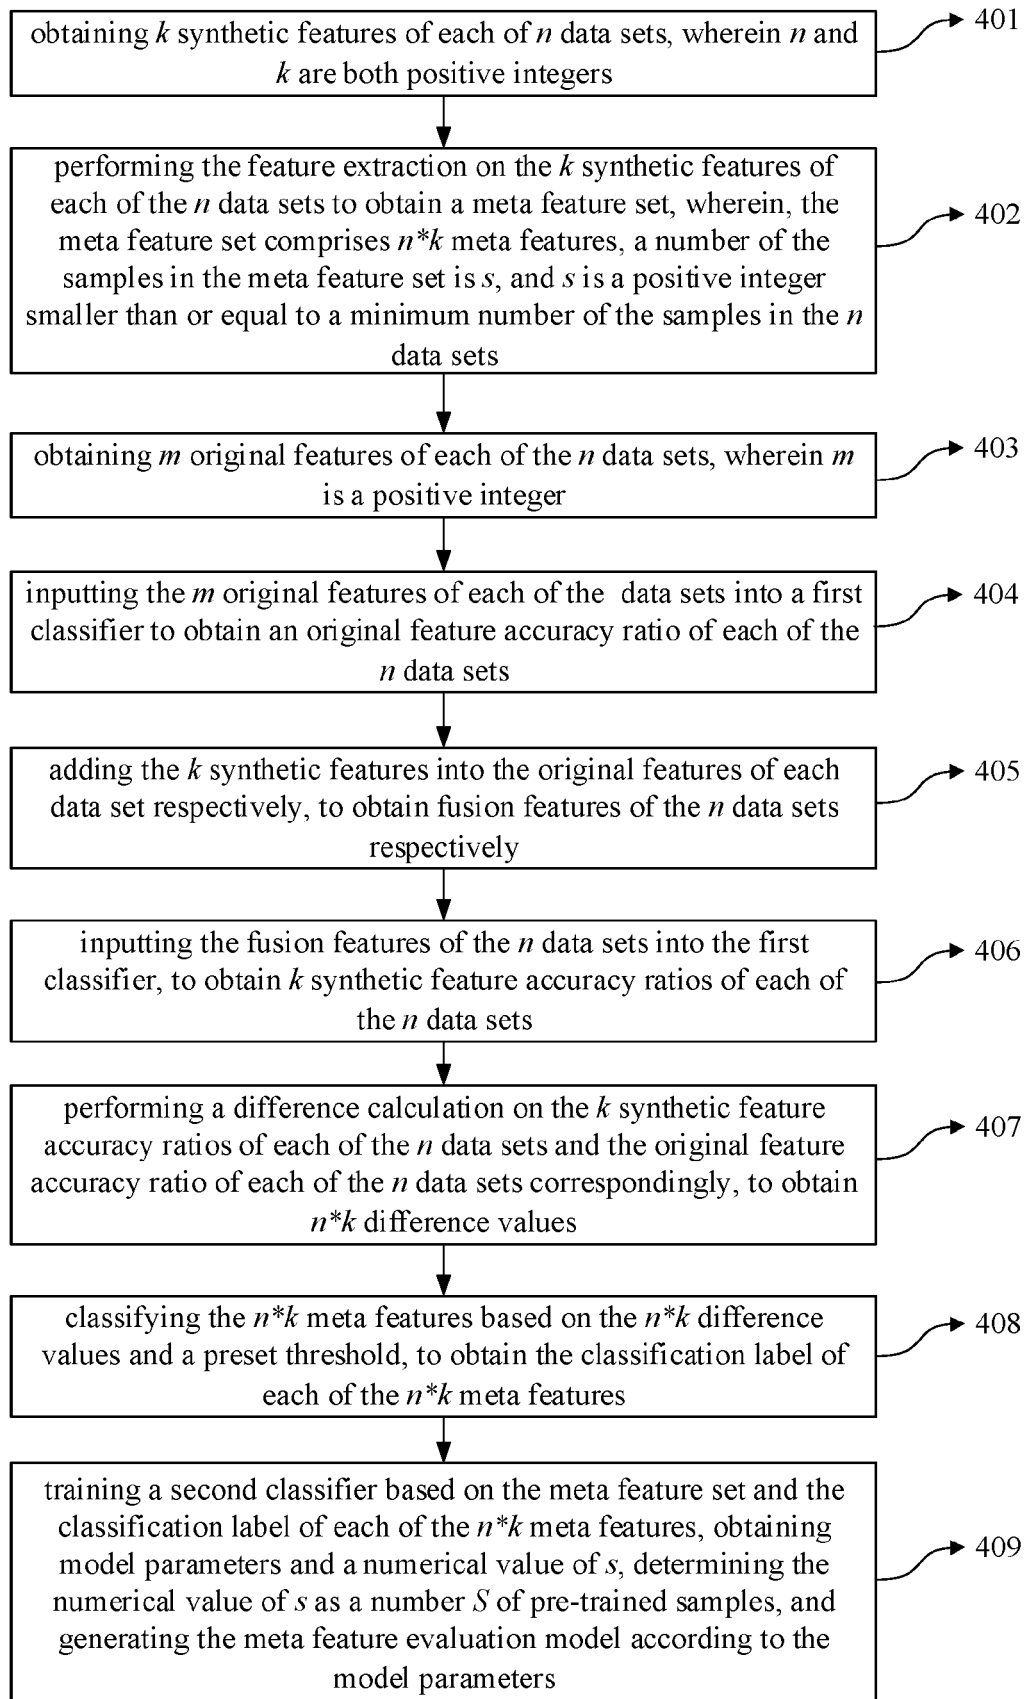 obtaining k synthetic features of each of n data sets, wherein n and
k are both positive integers
401
performing the feature extraction on the k synthetic features of
each of the n data sets to obtain a meta feature set, wherein, the
meta feature set comprises n*k meta features, a number of the
samples in the meta feature set is s, and s is a positive integer
smaller than or equal to a minimum number of the samples in the n
data sets
402
obtaining m original features of each of the n data sets, wherein m
is a positive integer
403
inputting the m original features of each of the data sets into a first
classifier to obtain an original feature accuracy ratio of each of the
n data sets
404
adding the k synthetic features into the original features of each
data set respectively, to obtain fusion features of the n data sets
respectively
405
inputting the fusion features of the n data sets into the first
classifier, to obtain k synthetic feature accuracy ratios of each of
the n data sets
406
performing a difference calculation on the k synthetic feature
accuracy ratios of each of the n data sets and the original feature
accuracy ratio of each of the n data sets correspondingly, to obtain
n*k difference values
407
classifying the n*k meta features based on the n*k difference
values and a preset threshold, to obtain the classification label of
each of the n*k meta features
408
training a second classifier based on the meta feature set and the
classification label of each of the n*k meta features, obtaining
model parameters and a numerical value of s, determining the
numerical value of s as a number S of pre-trained samples, and
generating the meta feature evaluation model according to the
model parameters
409